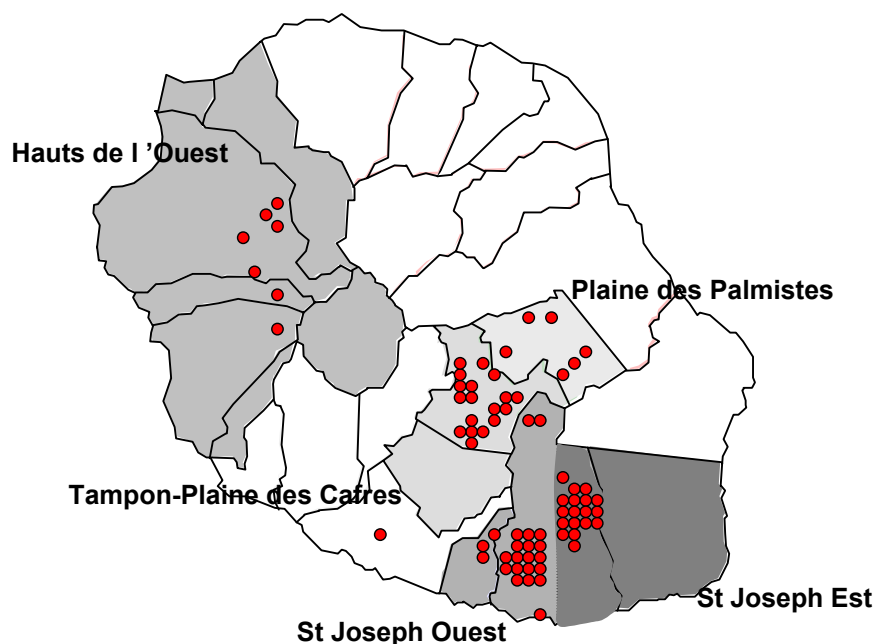 Hauts de l ’Ouest
Plaine des Palmistes
Tampon-Plaine des Cafres
St Joseph Est
St Joseph Ouest